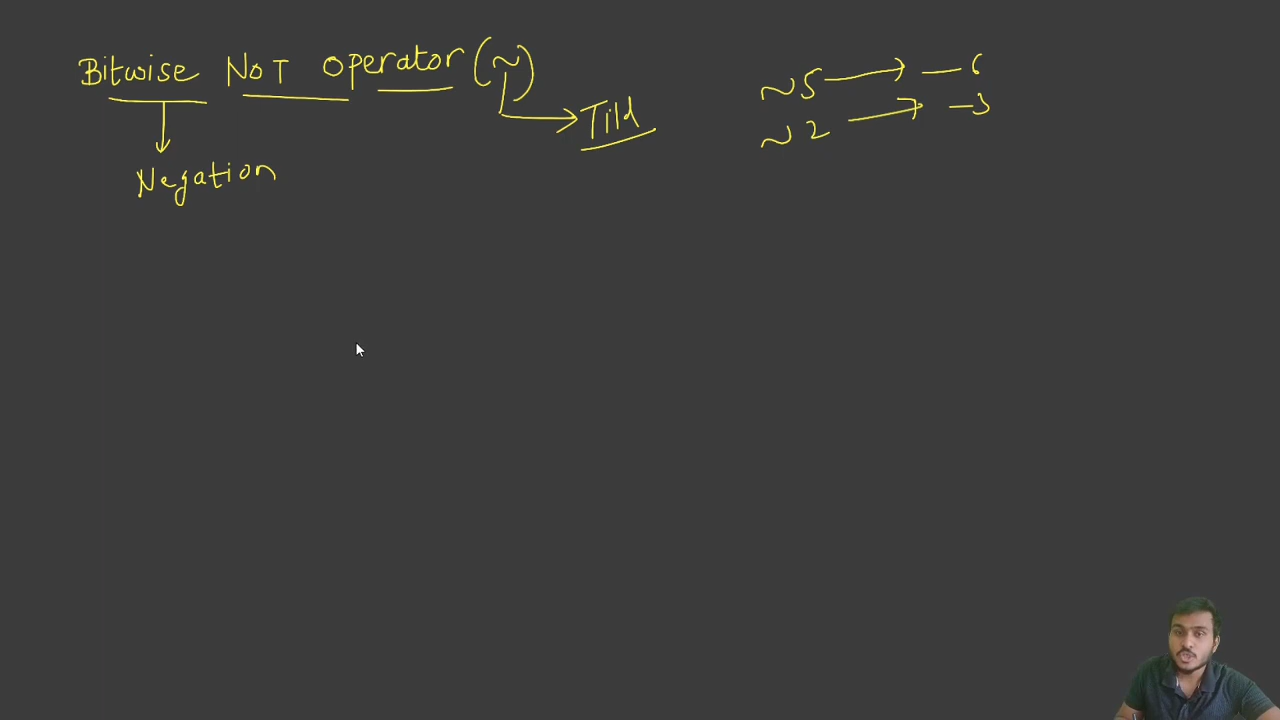 Bitwise NOT Operator (~)
Tild
Negation
~5 → -6
~2 → -3